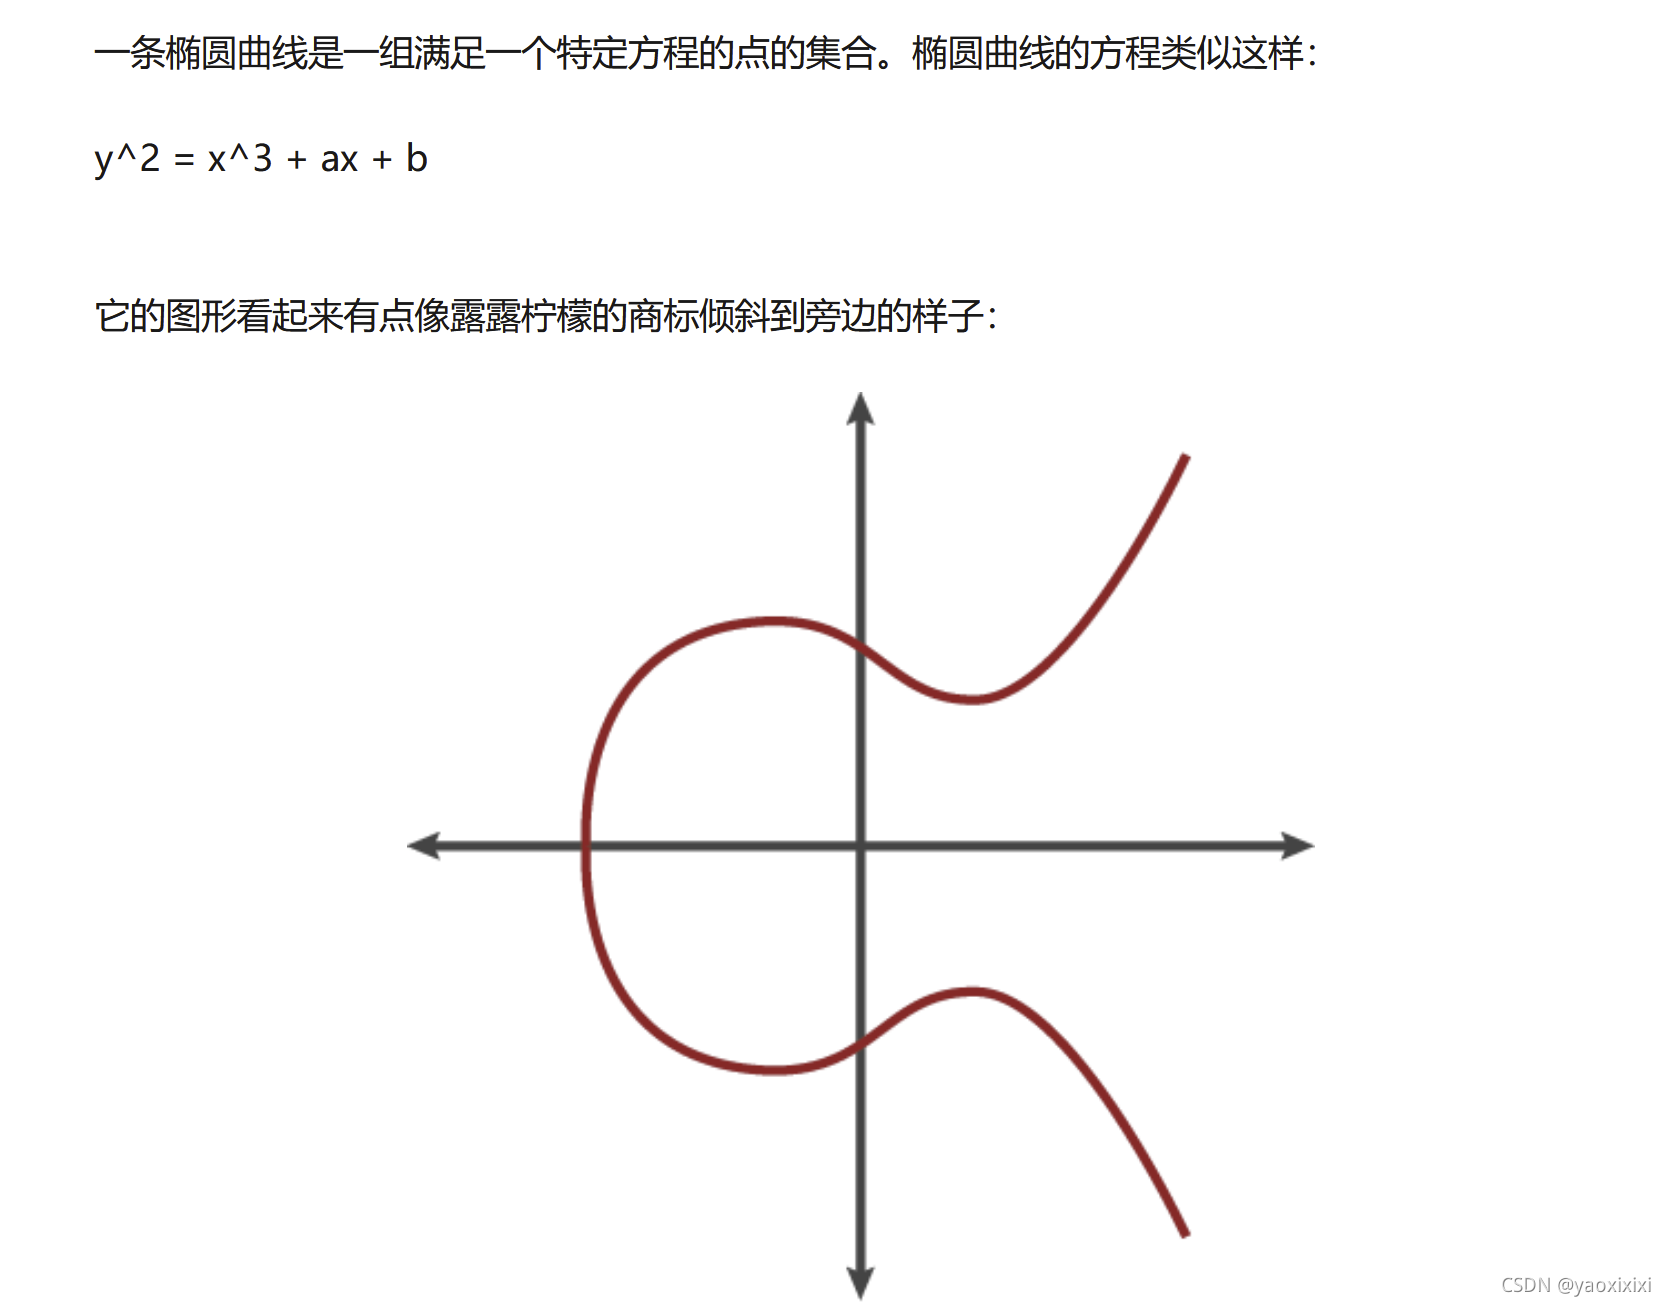 一条椭圆曲线是一组满足一个特定方程的点的集合。椭圆曲线的方程类似这样：
y^2 = x^3 + ax + b
它的图形看起来有点像露露柠檬的商标倾斜到旁边的样子：
CSDN @yaoxixixi